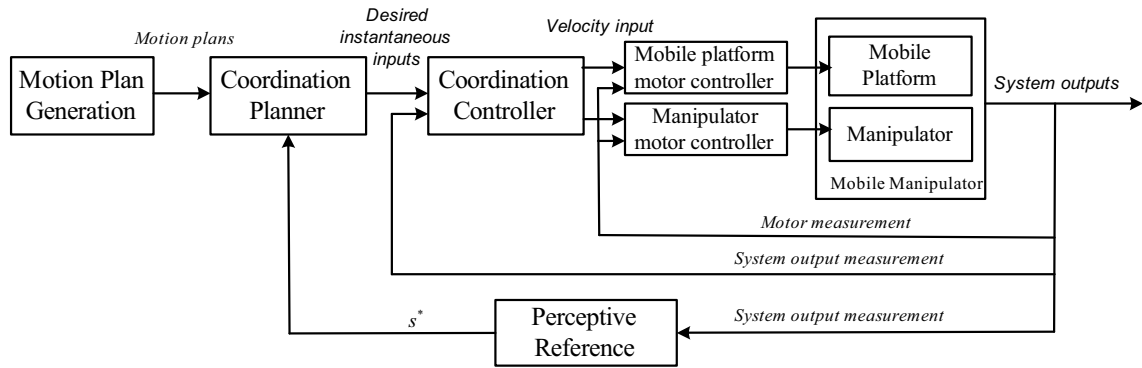 Motion plans
Desired
instantaneous
inputs
Velocity input
Motion Plan
Generation
Coordination
Planner
Coordination
Controller
Mobile platform
motor controller
Manipulator
motor controller
Mobile
Platform
Manipulator
Mobile Manipulator
System outputs
Motor measurement
System output measurement
s*
Perceptive
Reference
System output measurement